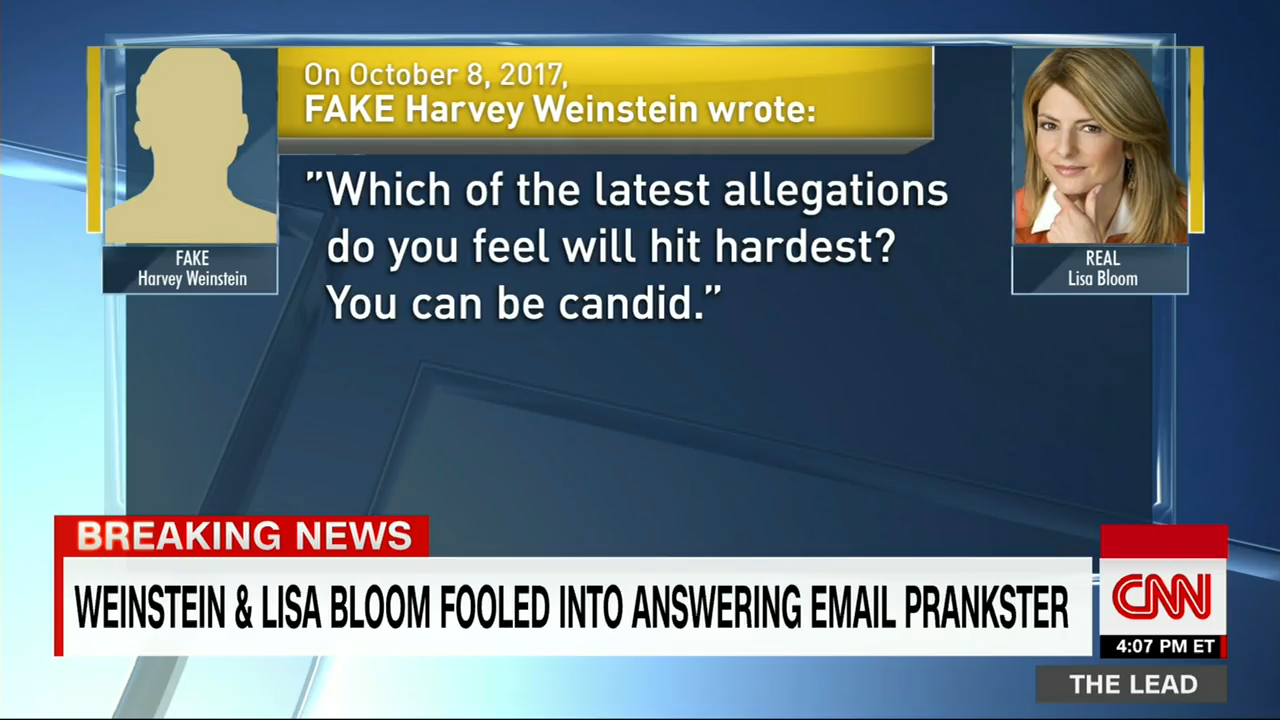 On October 8, 2017,
FAKE Harvey Weinstein wrote:
"Which of the latest allegations
do you feel will hit hardest?
You can be candid."
FAKE
Harvey Weinstein
REAL
Lisa Bloom
BREAKING NEWS
WEINSTEIN & LISA BLOOM FOOLED INTO ANSWERING EMAIL PRANKSTER
CNN
4:07 PM ET
THE LEAD